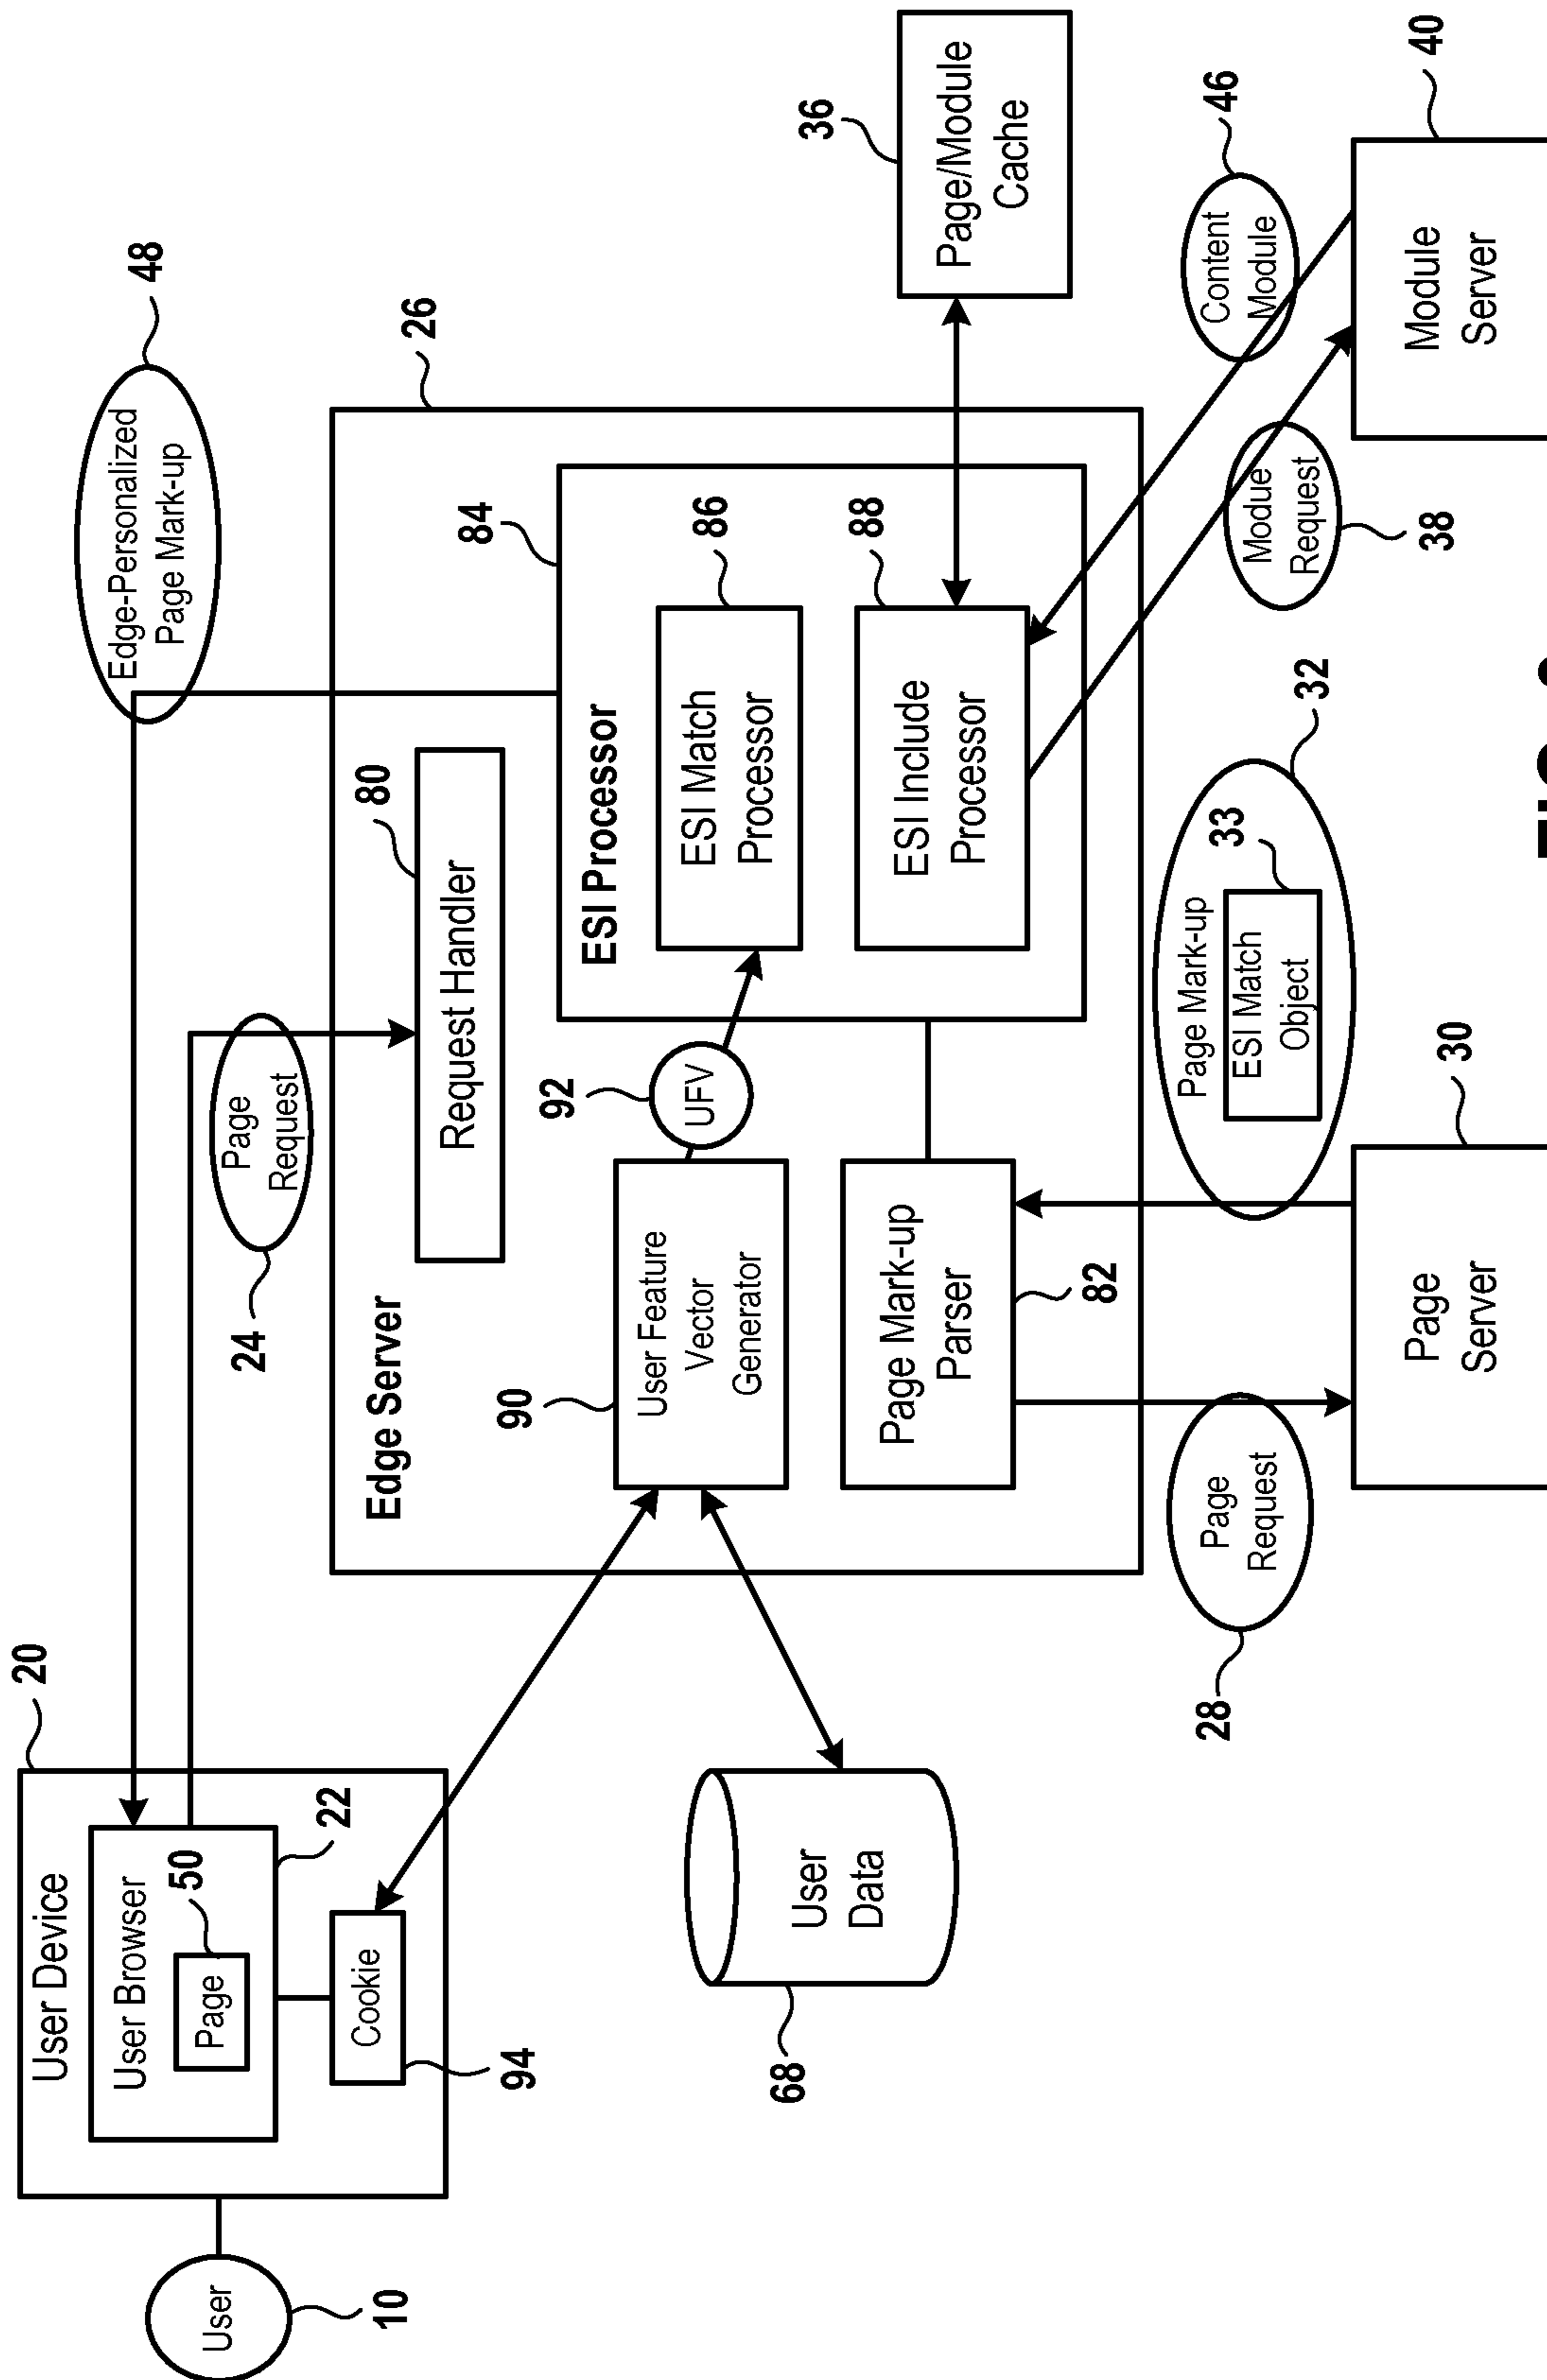 20
User Device
User Browser
50
Page
22
Cookie
94
User
10
User
Data
68
48
Edge-Personalized
Page Mark-up
Page
Request
24
26
Edge Server
80
Request Handler
90
User Feature
Vector
Generator
92
UFV
84
ESI Processor
86
ESI Match
Processor
88
ESI Include
Processor
Page Mark-up
Parser
82
36
Page/Module
Cache
28
Page
Request
32
Page Mark-up
33
ESI Match
Object
Modue
Request
38
46
Content
Module
30
Page
Server
40
Module
Server